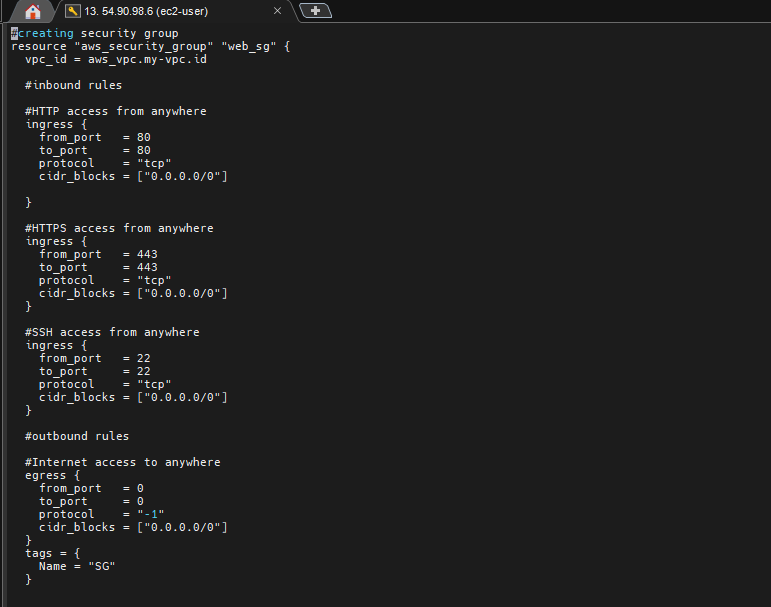 13. 54.90.98.6 (ec2-user)
#creating security group
resource "aws_security_group" "web_sg" {
  vpc_id = aws_vpc.my-vpc.id

  #inbound rules

  #HTTP access from anywhere
  ingress {
    from_port   = 80
    to_port     = 80
    protocol    = "tcp"
    cidr_blocks = ["0.0.0.0/0"]

  }

  #HTTPS access from anywhere
  ingress {
    from_port   = 443
    to_port     = 443
    protocol    = "tcp"
    cidr_blocks = ["0.0.0.0/0"]
  }

  #SSH access from anywhere
  ingress {
    from_port   = 22
    to_port     = 22
    protocol    = "tcp"
    cidr_blocks = ["0.0.0.0/0"]
  }

  #outbound rules

  #Internet access to anywhere
  egress {
    from_port   = 0
    to_port     = 0
    protocol    = "-1"
    cidr_blocks = ["0.0.0.0/0"]
  }
  tags = {
    Name = "SG"
  }